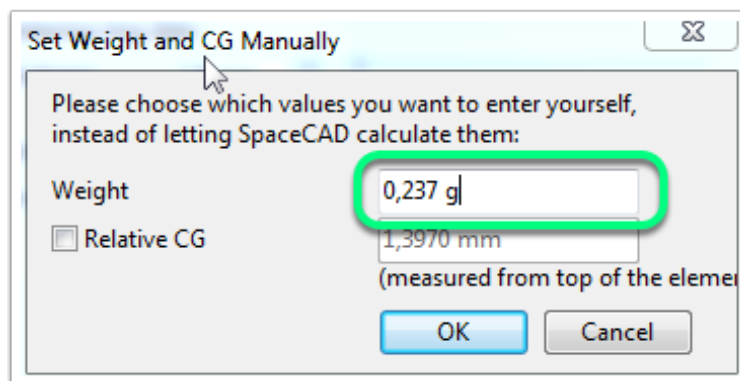 Set Weight and CG Manually
Please choose which values you want to enter yourself,
instead of letting SpaceCAD calculate them:
Weight 0,237 g
Relative CG 1,3970 mm
(measured from top of the elemen
OK Cancel